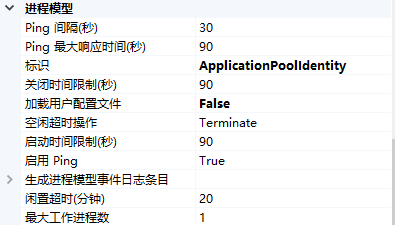 进程模型
Ping 间隔(秒) 30
Ping 最大响应时间(秒) 90
标识 ApplicationPoolIdentity
关闭时间限制(秒) 90
加载用户配置文件 False
空闲超时操作 Terminate
启动时间限制(秒) 90
启用 Ping True
生成进程模型事件日志条目
闲置超时(分钟) 20
最大工作进程数 1